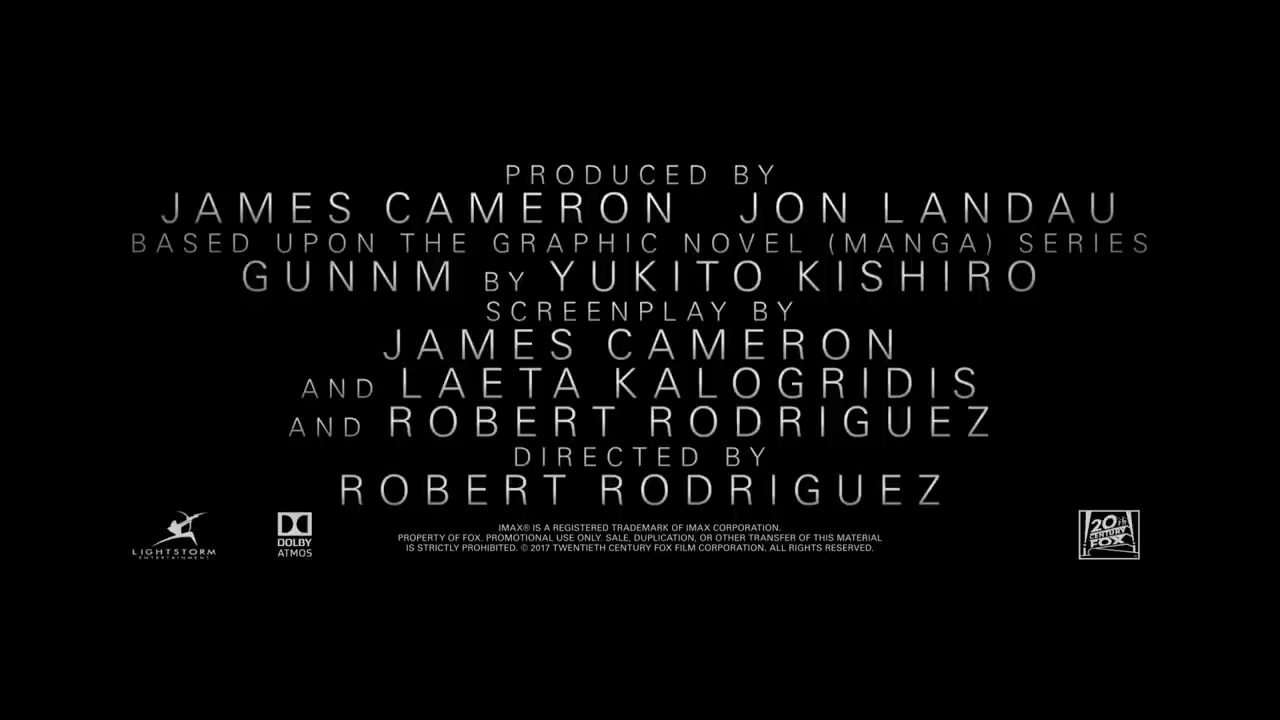 PRODUCED BY
JAMES CAMERON JON LANDAU
BASED UPON THE GRAPHIC NOVEL (MANGA) SERIES
GUNNM BY YUKITO KISHIRO
SCREENPLAY BY
JAMES CAMERON
AND LAETA KALOGRIDIS
AND ROBERT RODRIGUEZ
DIRECTED BY
ROBERT RODRIGUEZ
LIGHTSTORM
ENTERTAINMENT
DOLBY
ATMOS
IMAX® IS A REGISTERED TRADEMARK OF IMAX CORPORATION.
PROPERTY OF FOX. PROMOTIONAL USE ONLY. SALE, DUPLICATION, OR OTHER TRANSFER OF THIS MATERIAL
IS STRICTLY PROHIBITED. © 2017 TWENTIETH CENTURY FOX FILM CORPORATION. ALL RIGHTS RESERVED.
20th
CENTURY
FOX